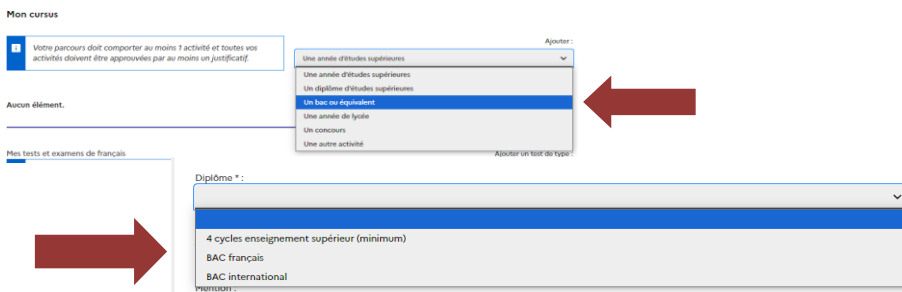 Mon cursus
Ajouter :
i
Votre parcours doit comporter au moins 1 activité et toutes vos
activités doivent être approuvées par au moins un justificatif.
Une année d'études supérieures
Une année d'études supérieures
Un diplôme d'études supérieures
Un bac ou équivalent
Une année de lycée
Un concours
Une autre activité
Aucun élément.
Mes tests et examens de français
Ajouter un test de type :
Diplôme * :
4 cycles enseignement supérieur (minimum)
BAC français
BAC international
Mention :